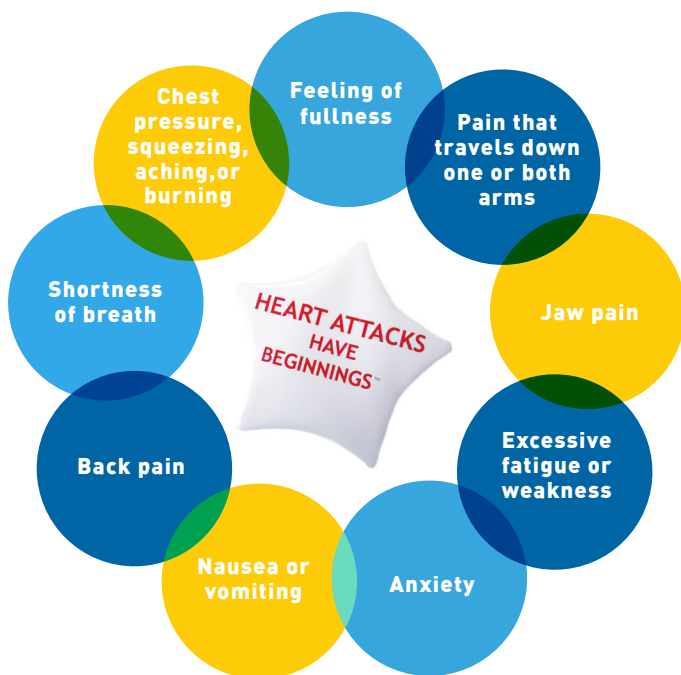 Feeling of
fullness
Pain that
travels down
one or both
arms
Jaw pain
Excessive
fatigue or
weakness
Anxiety
Nausea or
vomiting
Back pain
Shortness
of breath
Chest
pressure,
squeezing,
aching,or
burning
HEART ATTACKS
HAVE
BEGINNINGS™